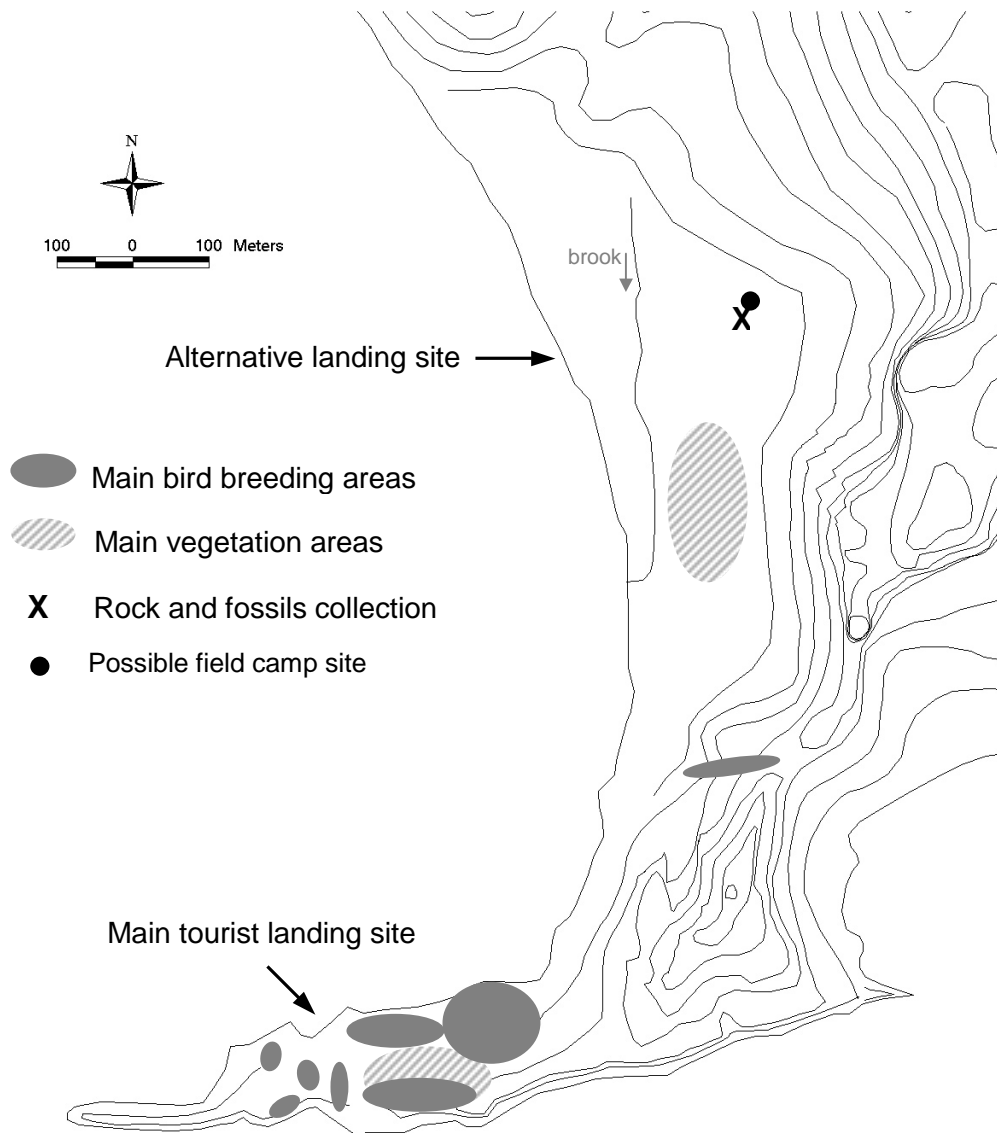 N
100 0 100 Meters
brook
Alternative landing site
Main bird breeding areas
Main vegetation areas
X Rock and fossils collection
Possible field camp site
X
Main tourist landing site